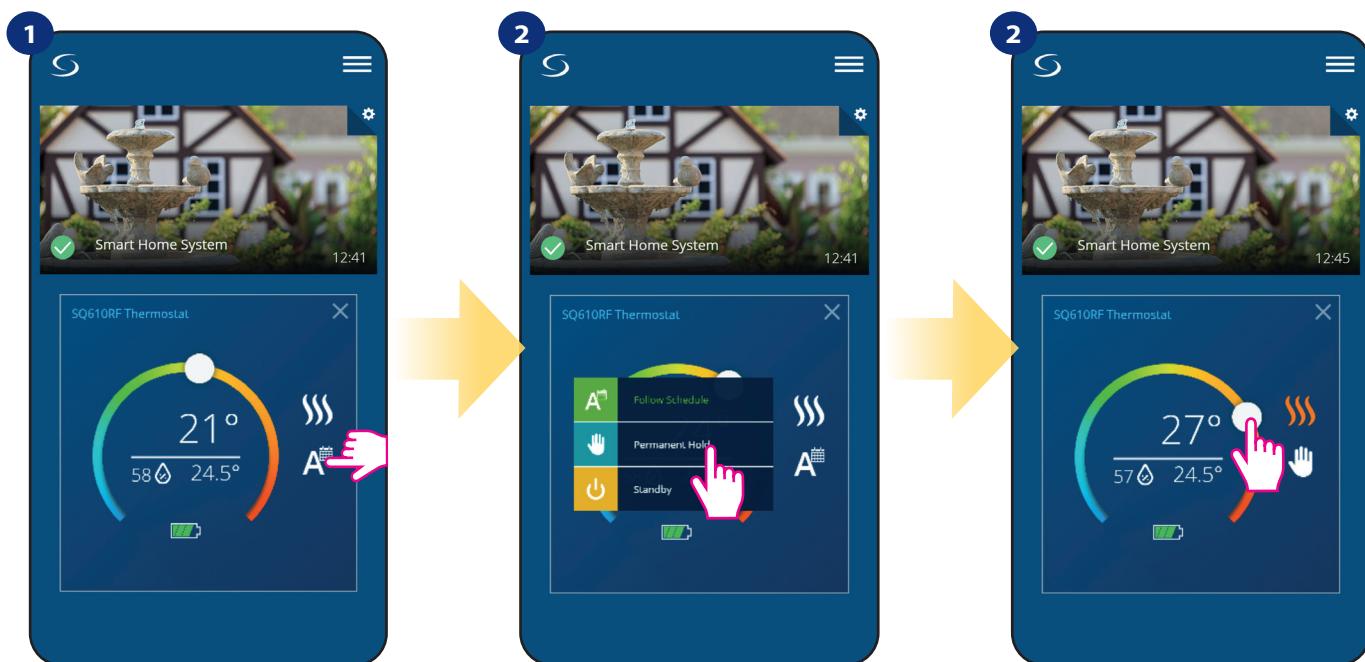 1
Smart Home System
12:41
SQ610RF Thermostat
21°
58 24.5°
A
2
Smart Home System
12:41
SQ610RF Thermostat
A Follow Schedule
Permanent Hold
Standby
A
2
Smart Home System
12:45
SQ610RF Thermostat
27°
57 24.5°